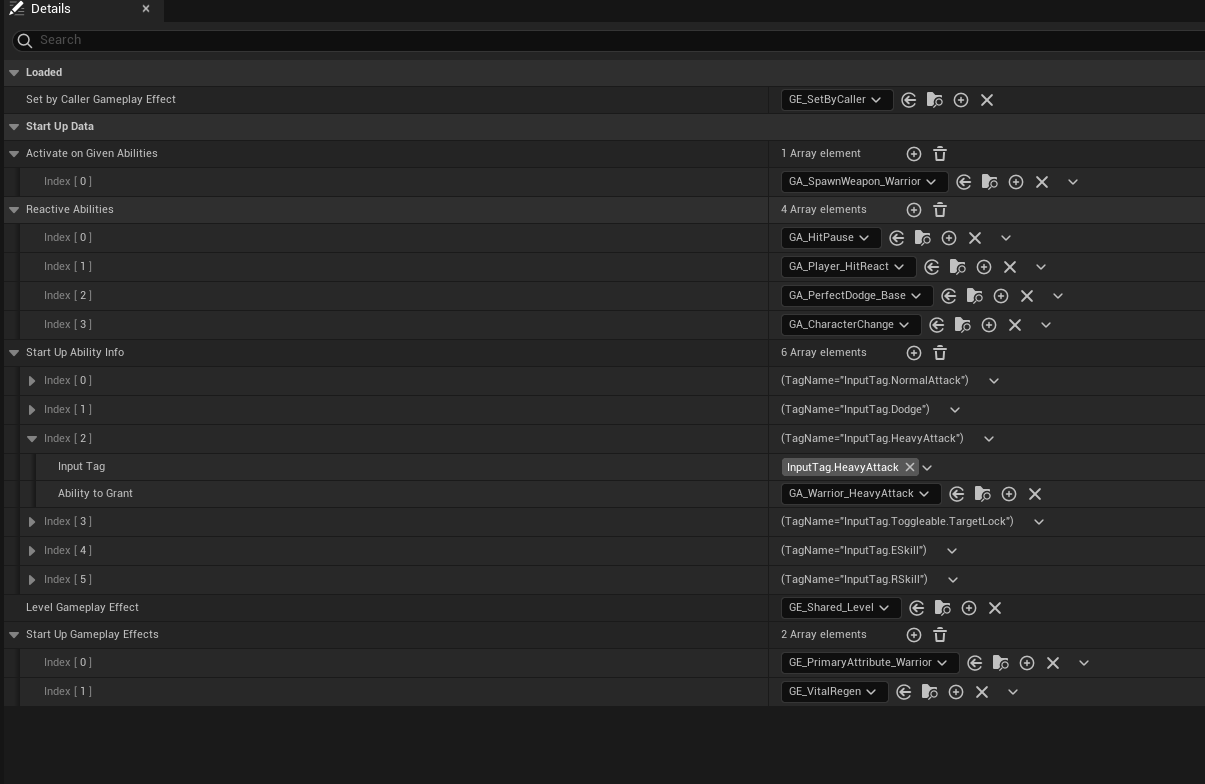 Details
Search
Loaded
Set by Caller Gameplay Effect GE_SetByCaller
Start Up Data
Activate on Given Abilities 1 Array element
Index [ 0 ] GA_SpawnWeapon_Warrior
Reactive Abilities 4 Array elements
Index [ 0 ] GA_HitPause
Index [ 1 ] GA_Player_HitReact
Index [ 2 ] GA_PerfectDodge_Base
Index [ 3 ] GA_CharacterChange
Start Up Ability Info 6 Array elements
Index [ 0 ] (TagName="InputTag.NormalAttack")
Index [ 1 ] (TagName="InputTag.Dodge")
Index [ 2 ] (TagName="InputTag.HeavyAttack")
Input Tag InputTag.HeavyAttack
Ability to Grant GA_Warrior_HeavyAttack
Index [ 3 ] (TagName="InputTag.Toggleable.TargetLock")
Index [ 4 ] (TagName="InputTag.ESkill")
Index [ 5 ] (TagName="InputTag.RSkill")
Level Gameplay Effect GE_Shared_Level
Start Up Gameplay Effects 2 Array elements
Index [ 0 ] GE_PrimaryAttribute_Warrior
Index [ 1 ] GE_VitalRegen